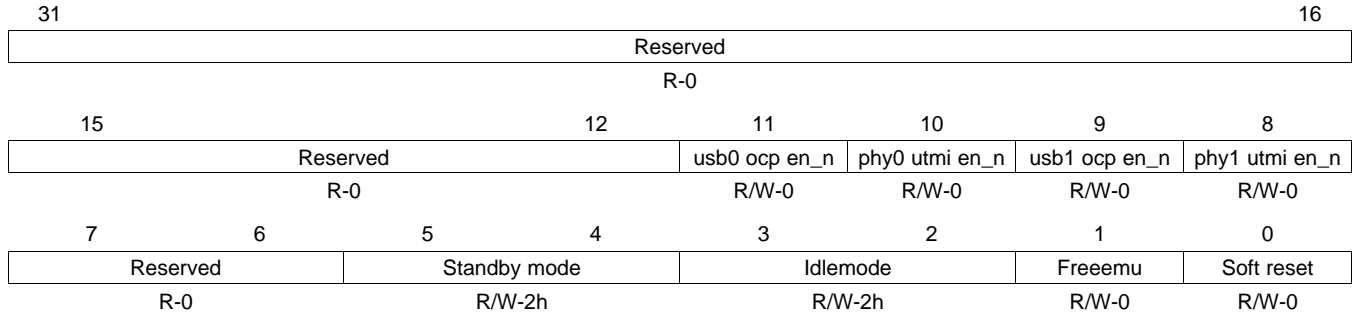 31 16
Reserved
R-0
15 12 11 10 9 8
Reserved usb0 ocp en_n phy0 utmi en_n usb1 ocp en_n phy1 utmi en_n
R-0 R/W-0 R/W-0 R/W-0 R/W-0
7 6 5 4 3 2 1 0
Reserved Standby mode Idlemode Freeemu Soft reset
R-0 R/W-2h R/W-2h R/W-0 R/W-0